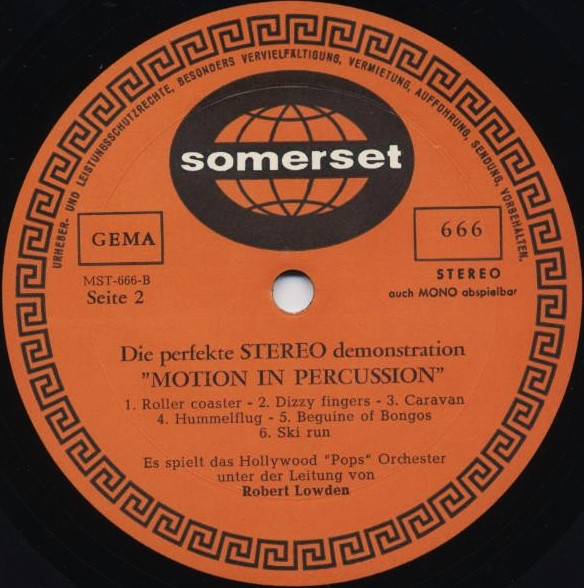 URHEBER- UND LEISTUNGSSCHUTZRECHTE, BESONDERS VERVIELFÄLTIGUNG, VERMIETUNG, AUFFÜHRUNG, SENDUNG, VORBEHALTEN.
somerset
GEMA
666
MST-666-B
Seite 2
STEREO
auch MONO abspielbar
Die perfekte STEREO demonstration
"MOTION IN PERCUSSION"
1. Roller coaster - 2. Dizzy fingers - 3. Caravan
4. Hummelflug - 5. Beguine of Bongos
6. Ski run
Es spielt das Hollywood "Pops" Orchester
unter der Leitung von
Robert Lowden